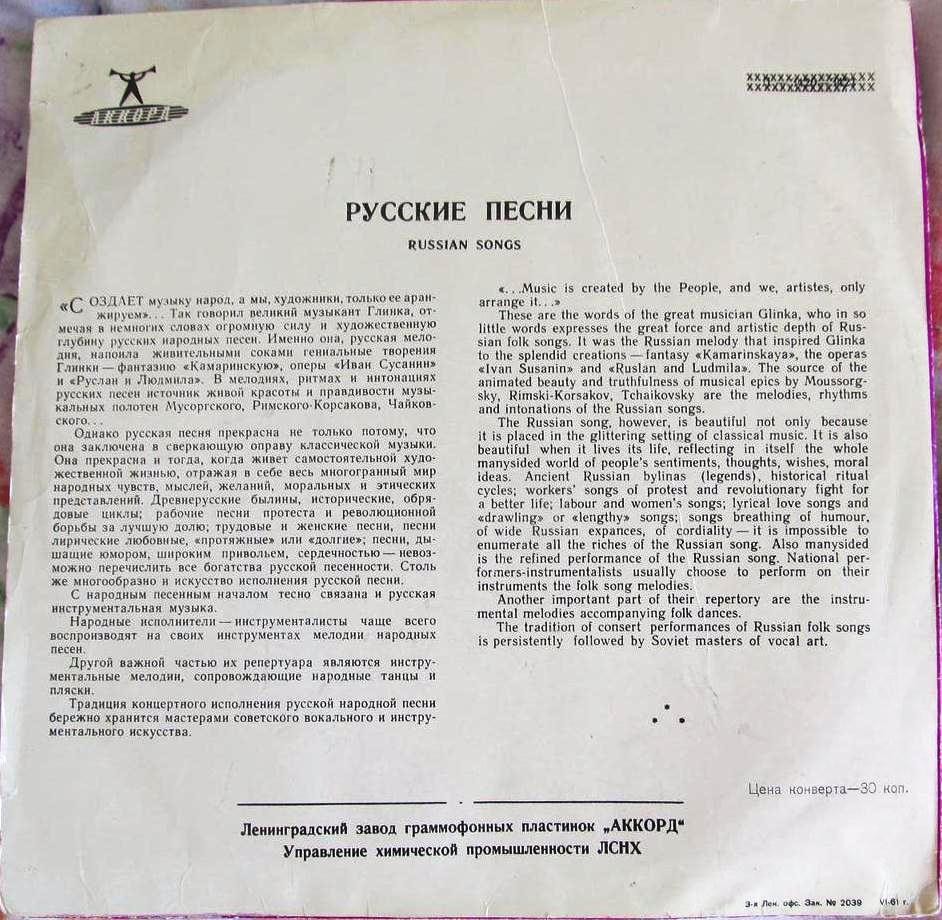 АККОРД
РУССКИЕ ПЕСНИ
RUSSIAN SONGS
«СОЗДАЕТ музыку народ, а мы, художники, только ее аран-
жируем»... Так говорил великий музыкант Глинка, от-
мечая в немногих словах огромную силу и художественную
глубину русских народных песен. Именно она, русская мело-
дия, напоила живительными соками гениальные творения
Глинки — фантазию «Камаринскую», оперы «Иван Сусанин»
и «Руслан и Людмила». В мелодиях, ритмах и интонациях
русских песен источник живой красоты и правдивости музы-
кальных полотен Мусоргского, Римского-Корсакова, Чайков-
ского...
Однако русская песня прекрасна не только потому, что
она заключена в сверкающую оправу классической музыки.
Она прекрасна и тогда, когда живет самостоятельной худо-
жественной жизнью, отражая в себе весь многогранный мир
народных чувств, мыслей, желаний, моральных и этических
представлений. Древнерусские былины, исторические, обря-
довые циклы; рабочие песни протеста и революционной
борьбы за лучшую долю; трудовые и женские песни, песни
лирические любовные, «протяжные» или «долгие»; песни, ды-
шащие юмором, широким привольем, сердечностью — невоз-
можно перечислить все богатства русской песенности. Столь
же многообразно и искусство исполнения русской песни.
С народным песенным началом тесно связана и русская
инструментальная музыка.
Народные исполнители — инструменталисты чаще всего
воспроизводят на своих инструментах мелодии народных
песен.
Другой важной частью их репертуара являются инстру-
ментальные мелодии, сопровождающие народные танцы и
пляски.
Традиция концертного исполнения русской народной песни
бережно хранится мастерами советского вокального и инстру-
ментального искусства.
«...Music is created by the People, and we, artistes, only
arrange it...»
These are the words of the great musician Glinka, who in so
little words expresses the great force and artistic depth of Rus-
sian folk songs. It was the Russian melody that inspired Glinka
to the splendid creations — fantasy «Kamarinskaya», the operas
«Ivan Susanin» and «Ruslan and Ludmila». The source of the
animated beauty and truthfulness of musical epics by Moussorg-
sky, Rimski-Korsakov, Tchaikovsky are the melodies, rhythms
and intonations of the Russian songs.
The Russian song, however, is beautiful not only because
it is placed in the glittering setting of classical music. It is also
beautiful when it lives its life, reflecting in itself the whole
manysided world of people's sentiments, thoughts, wishes, moral
ideas. Ancient Russian bylinas (legends), historical ritual
cycles; workers' songs of protest and revolutionary fight for
a better life; labour and women's songs; lyrical love songs and
«drawling» or «lengthy» songs; songs breathing of humour,
of wide Russian expances, of cordiality — it is impossible to
enumerate all the riches of the Russian song. Also manysided
is the refined performance of the Russian song. National per-
formers-instrumentalists usually choose to perform on their
instruments the folk song melodies.
Another important part of their repertory are the instru-
mental melodies accompanying folk dances.
The tradition of consert performances of Russian folk songs
is persistently followed by Soviet masters of vocal art.
Цена конверта—30 коп.
Ленинградский завод граммофонных пластинок „АККОРД“
Управление химической промышленности ЛСНХ
3-я Лен. офс. Зак. № 2039 VI-61 г.